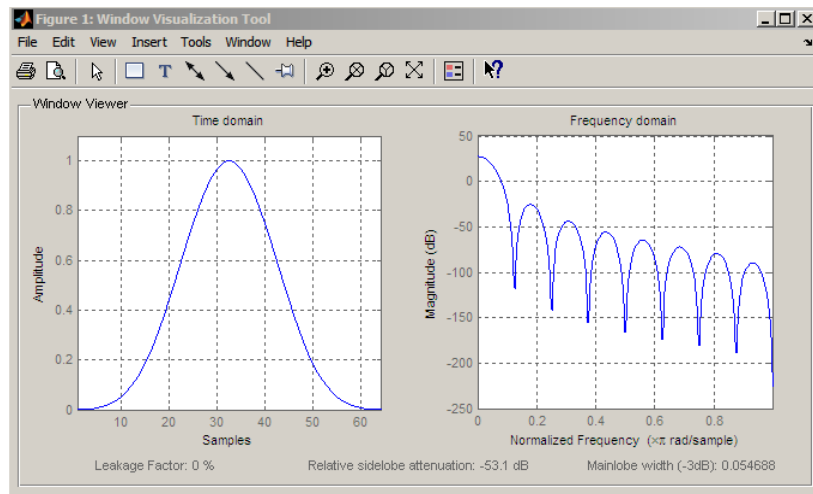 Figure 1: Window Visualization Tool
File Edit View Insert Tools Window Help
T
?
Window Viewer
Time domain
1
0.8
0.6
0.4
0.2
0
10 20 30 40 50 60
Amplitude
Samples
Frequency domain
50
0
-50
-100
-150
-200
-250
0 0.2 0.4 0.6 0.8
Magnitude (dB)
Normalized Frequency (×π rad/sample)
Leakage Factor: 0 % Relative sidelobe attenuation: -53.1 dB Mainlobe width (-3dB): 0.054688